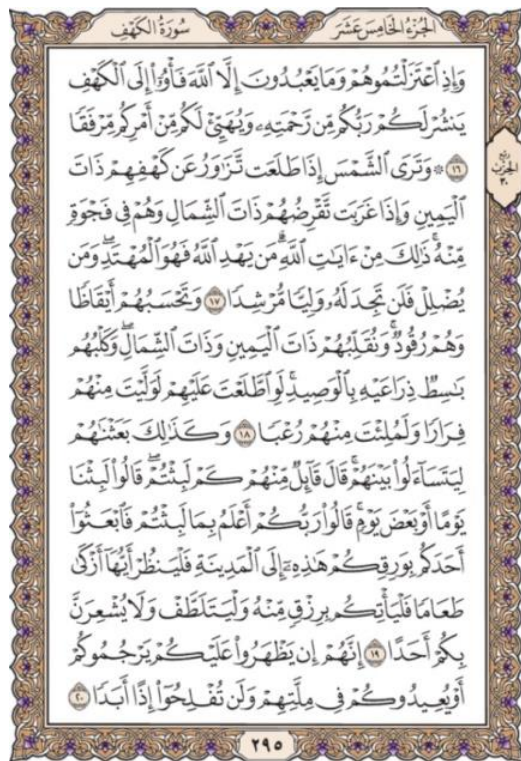 الجُزْءُ الخَامِسَ عَشَرَ
سُورَةُ الكَهْفِ
وَإِذِ ٱعْتَزَلْتُمُوهُمْ وَمَا يَعْبُدُونَ إِلَّا ٱللَّهَ فَأْوُۥٓا۟ إِلَى ٱلْكَهْفِ
يَنشُرْ لَكُمْ رَبُّكُم مِّن رَّحْمَتِهِۦ وَيُهَيِّئْ لَكُم مِّنْ أَمْرِكُم مِّرْفَقًا
١٦ ۞ وَتَرَى ٱلشَّمْسَ إِذَا طَلَعَت تَّزَٰوَرُ عَن كَهْفِهِمْ ذَاتَ
ٱلْيَمِينِ وَإِذَا غَرَبَت تَّقْرِضُهُمْ ذَاتَ ٱلشِّمَالِ وَهُمْ فِى فَجْوَةٍ
مِّنْهُ ۚ ذَٰلِكَ مِنْ ءَايَٰتِ ٱللَّهِ ۗ مَن يَهْدِ ٱللَّهُ فَهُوَ ٱلْمُهْتَدِ ۖ وَمَن
يُضْلِلْ فَلَن تَجِدَ لَهُۥ وَلِيًّا مُّرْشِدًا ١٧ وَتَحْسَبُهُمْ أَيْقَاظًا
وَهُمْ رُقُودٌ ۚ وَنُقَلِّبُهُمْ ذَاتَ ٱلْيَمِينِ وَذَاتَ ٱلشِّمَالِ ۖ وَكَلْبُهُم
بَٰسِطٌ ذِرَاعَيْهِ بِٱلْوَصِيدِ ۚ لَوِ ٱطَّلَعْتَ عَلَيْهِمْ لَوَلَّيْتَ مِنْهُمْ
فِرَارًا وَلَمُلِئْتَ مِنْهُمْ رُعْبًا ١٨ وَكَذَٰلِكَ بَعَثْنَٰهُمْ
لِيَتَسَآءَلُوا۟ بَيْنَهُمْ ۚ قَالَ قَآئِلٌ مِّنْهُمْ كَمْ لَبِثْتُمْ ۖ قَالُوا۟ لَبِثْنَا
يَوْمًا أَوْ بَعْضَ يَوْمٍ ۚ قَالُوا۟ رَبُّكُمْ أَعْلَمُ بِمَا لَبِثْتُمْ فَٱبْعَثُوٓا۟
أَحَدَكُم بِوَرِقِكُمْ هَٰذِهِۦٓ إِلَى ٱلْمَدِينَةِ فَلْيَنظُرْ أَيُّهَآ أَزْكَىٰ
طَعَامًا فَلْيَأْتِكُم بِرِزْقٍ مِّنْهُ وَلْيَتَلَطَّفْ وَلَا يُشْعِرَنَّ
بِكُمْ أَحَدًا ١٩ إِنَّهُمْ إِن يَظْهَرُوا۟ عَلَيْكُمْ يَرْجُمُوكُمْ
أَوْ يُعِيدُوكُمْ فِى مِلَّتِهِمْ وَلَن تُفْلِحُوٓا۟ إِذًا أَبَدًا ٢٠
رُبْع
الحِزْب
٣٠
٢٩٥